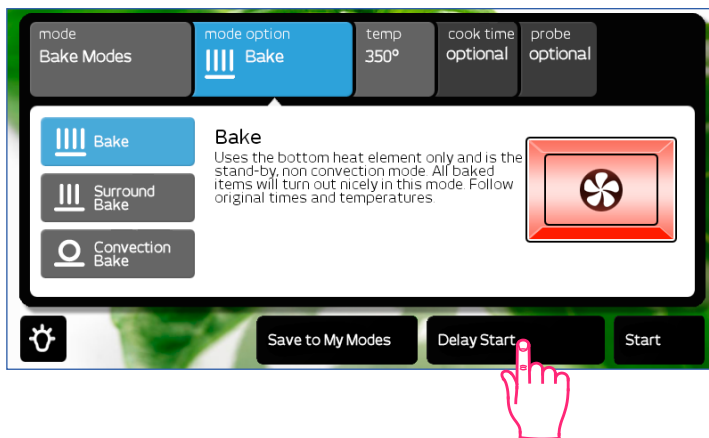 mode
Bake Modes
mode option
Bake
temp
350°
cook time
optional
probe
optional
Bake
Surround
Bake
Convection
Bake
Bake
Uses the bottom heat element only and is the
stand-by, non convection mode. All baked
items will turn out nicely in this mode. Follow
original times and temperatures.
Save to My Modes
Delay Start
Start